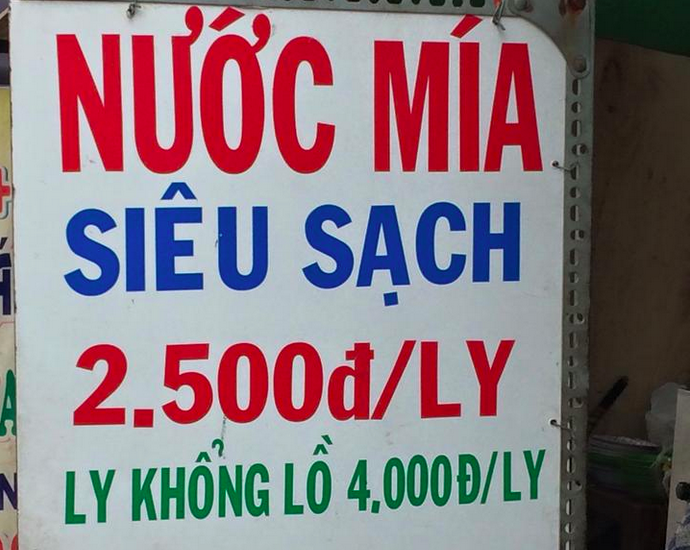 NƯỚC MÍA
SIÊU SẠCH
2.500đ/LY
LY KHỔNG LỒ 4.000Đ/LY